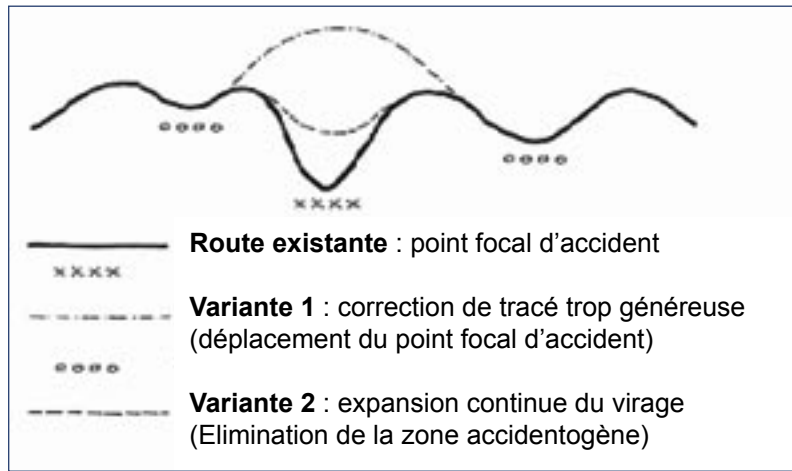 Route existante : point focal d’accident
Variante 1 : correction de tracé trop généreuse
(déplacement du point focal d’accident)
Variante 2 : expansion continue du virage
(Elimination de la zone accidentogène)